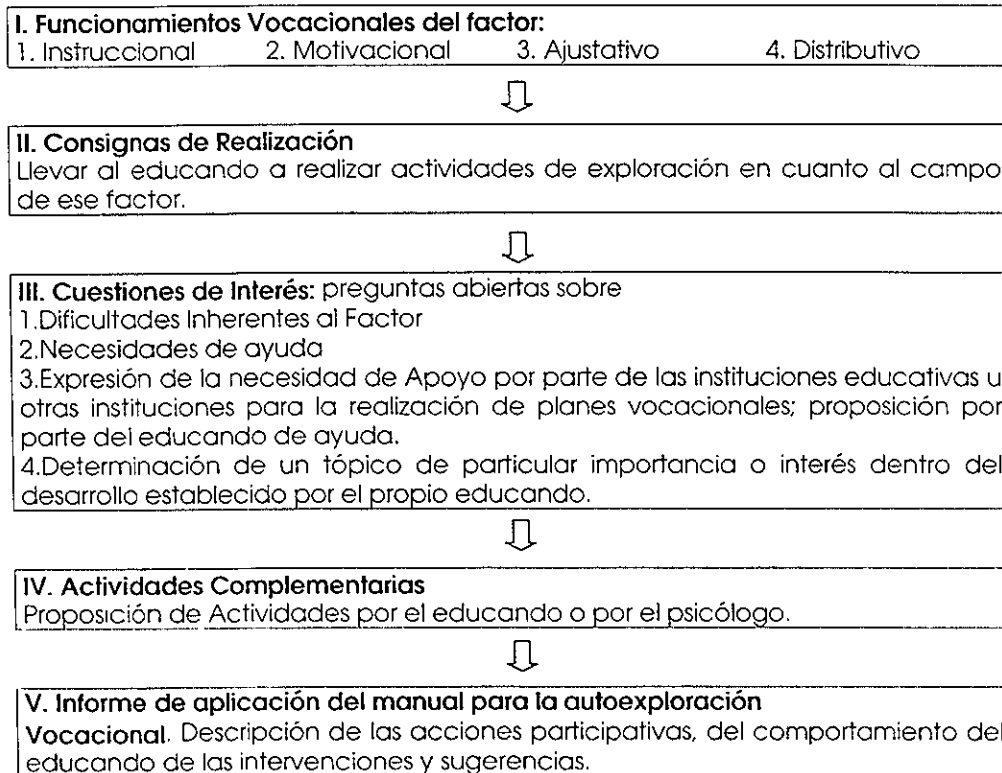 I. Funcionamientos Vocacionales del factor:
1. Instruccional 2. Motivacional 3. Ajustativo 4. Distributivo
II. Consignas de Realización
Llevar al educando a realizar actividades de exploración en cuanto al campo
de ese factor.
III. Cuestiones de Interés: preguntas abiertas sobre
1.Dificultades Inherentes al Factor
2.Necesidades de ayuda
3.Expresión de la necesidad de Apoyo por parte de las instituciones educativas u
otras instituciones para la realización de planes vocacionales; proposición por
parte del educando de ayuda.
4.Determinación de un tópico de particular importancia o interés dentro del
desarrollo establecido por el propio educando.
IV. Actividades Complementarias
Proposición de Actividades por el educando o por el psicólogo.
V. Informe de aplicación del manual para la autoexploración
Vocacional. Descripción de las acciones participativas, del comportamiento del
educando de las intervenciones y sugerencias.